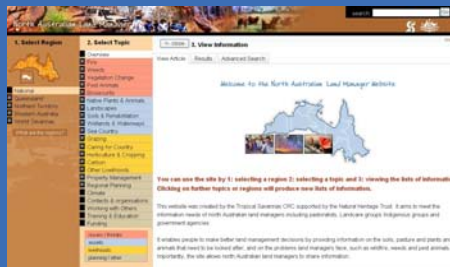 North Australian Land Manager
search
1. Select Region
National
Queensland
Northern Territory
Western Australia
World Savannas
What are the regions?
2. Select Topic
Overview
Fire
Weeds
Vegetation Change
Feral Animals
Biosecurity
Native Plants & Animals
Landscapes
Soils & Rehabilitation
Wetlands & Waterways
Sea Country
Grazing
Caring for Country
Horticulture & Cropping
Carbon
Other Livelihoods
Property Management
Regional Planning
Climate
Contacts & organisations
Working with Others
Training & Education
Funding
issues / threats
assets
livelihoods
planning / other
3. View Information
View Article Results Advanced Search
Welcome to the North Australian Land Manager Website
You can use the site by 1: selecting a region 2: selecting a topic and 3: viewing the lists of informati
Clicking on further topics or regions will produce new lists of information.
This website was created by the Tropical Savannas CRC supported by the Natural Heritage Trust. It aims to meet the
information needs of North Australian land managers including pastoralists, Landcare groups Indigenous groups and
government agencies.
It enables people to make better land management decisions by providing information on the soils, pasture and plants an
animals that need to be looked after, and on the problems land managers face, such as wildfire, weeds and pest animals.
Importantly, the site allows north Australian land managers to share information.